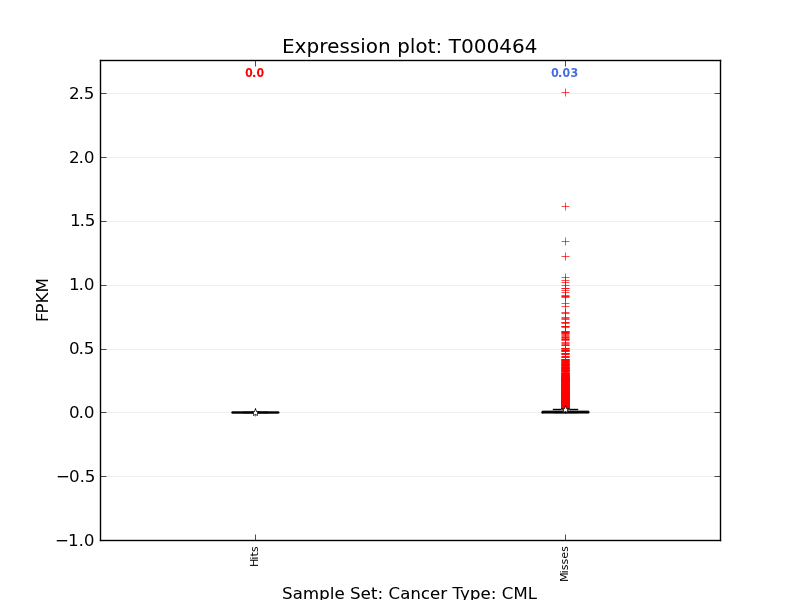 Expression plot: T000464
0.0
0.03
2.5
2.0
1.5
1.0
0.5
0.0
−0.5
−1.0
FPKM
Hits
Misses
Sample Set: Cancer Type: CML